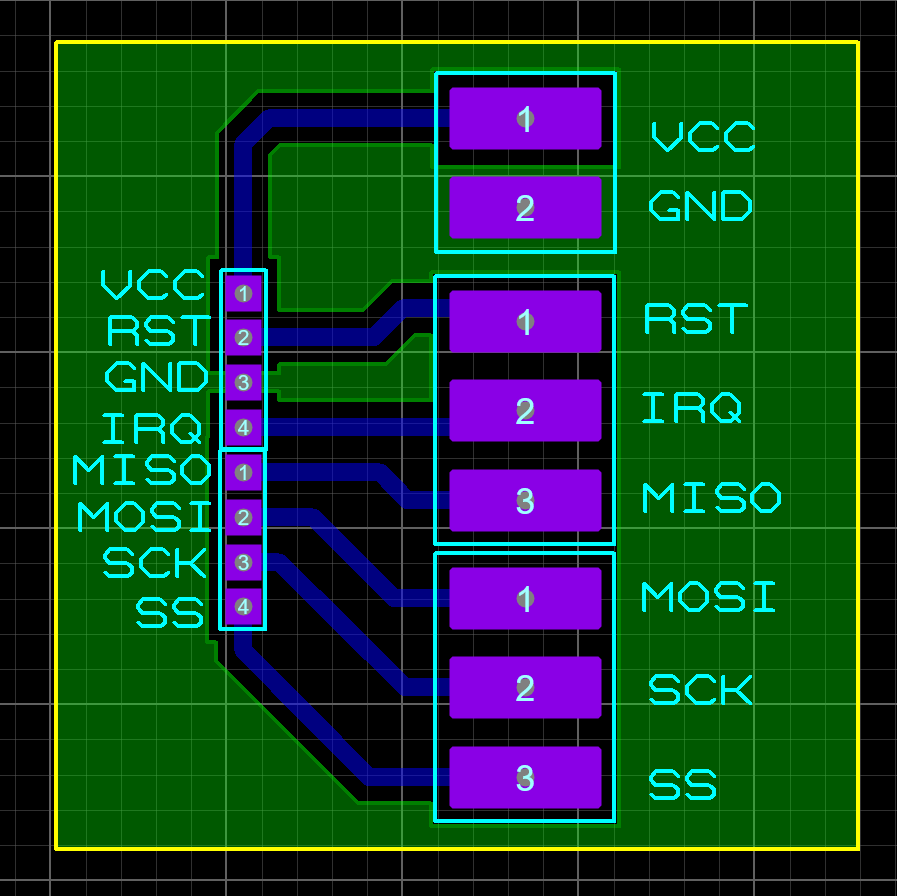 1 VCC
2 GND
VCC 1
RST 2
GND 3
IRQ 4
MISO 1
MOSI 2
SCK 3
SS 4
1 RST
2 IRQ
3 MISO
1 MOSI
2 SCK
3 SS